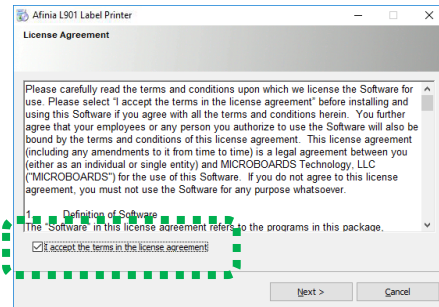 Afinia L901 Label Printer
License Agreement
Please carefully read the terms and conditions upon which we license the Software for
use. Please select "I accept the terms in the license agreement" before installing and
using this Software if you agree with all the terms and conditions herein. You further
agree that your employees or any person you authorize to use the Software will also be
bound by the terms and conditions of this license agreement. This license agreement
(including any amendments to it from time to time) is a legal agreement between you
(either as an individual or single entity) and MICROBOARDS Technology, LLC
("MICROBOARDS") for the use of this Software. If you do not agree to this license
agreement, you must not use the Software for any purpose whatsoever.
1. Definition of Software
The "Software" in this license agreement refers to the programs in this package,
I accept the terms in the license agreement
Next >
Cancel